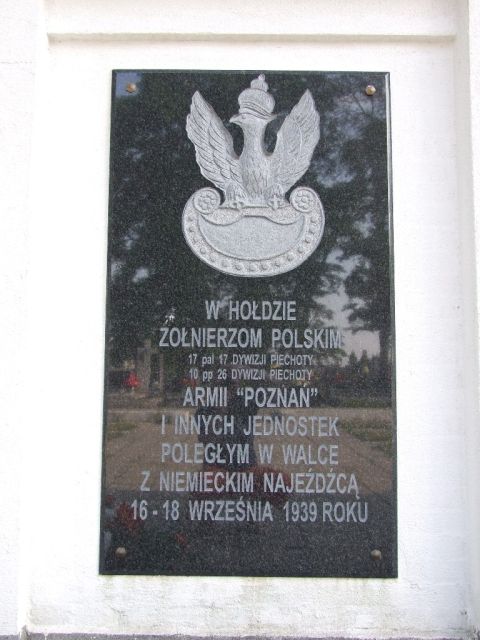 W HOŁDZIE
ŻOŁNIERZOM POLSKIM
17 pal 17 DYWIZJI PIECHOTY
10 pp 26 DYWIZJI PIECHOTY
ARMII "POZNAŃ"
I INNYCH JEDNOSTEK
POLEGŁYM W WALCE
Z NIEMIECKIM NAJEŹDŹCĄ
16 - 18 WRZEŚNIA 1939 ROKU